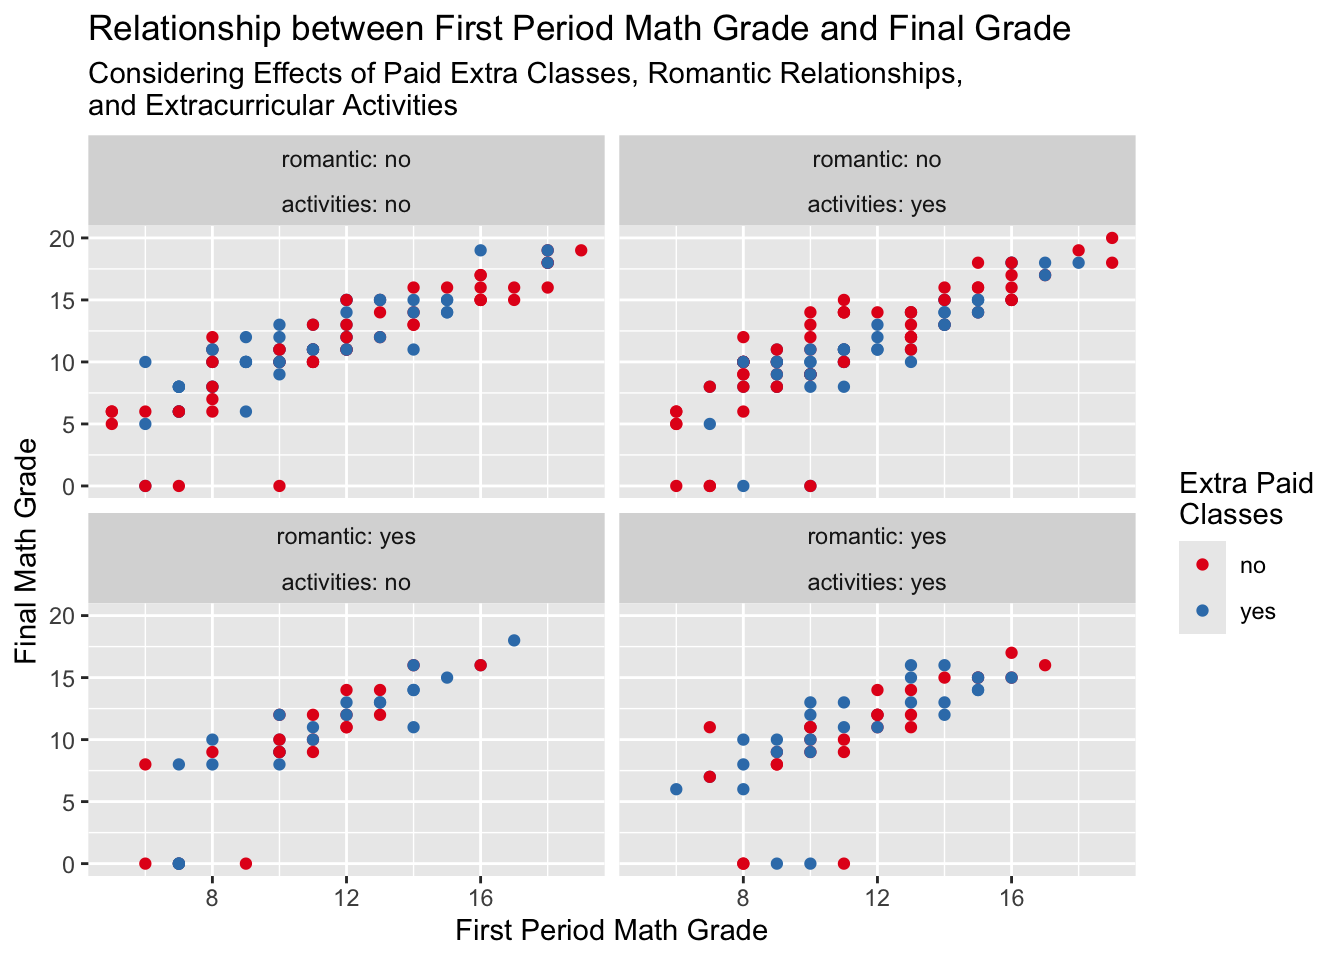 Relationship between First Period Math Grade and Final Grade
Considering Effects of Paid Extra Classes, Romantic Relationships,
and Extracurricular Activities
romantic: no
activities: no
romantic: no
activities: yes
20
15
10
5
0
romantic: yes
activities: no
romantic: yes
activities: yes
20
15
10
5
0
8
12
16
8
12
16
First Period Math Grade
Final Math Grade
Extra Paid
Classes
no
yes